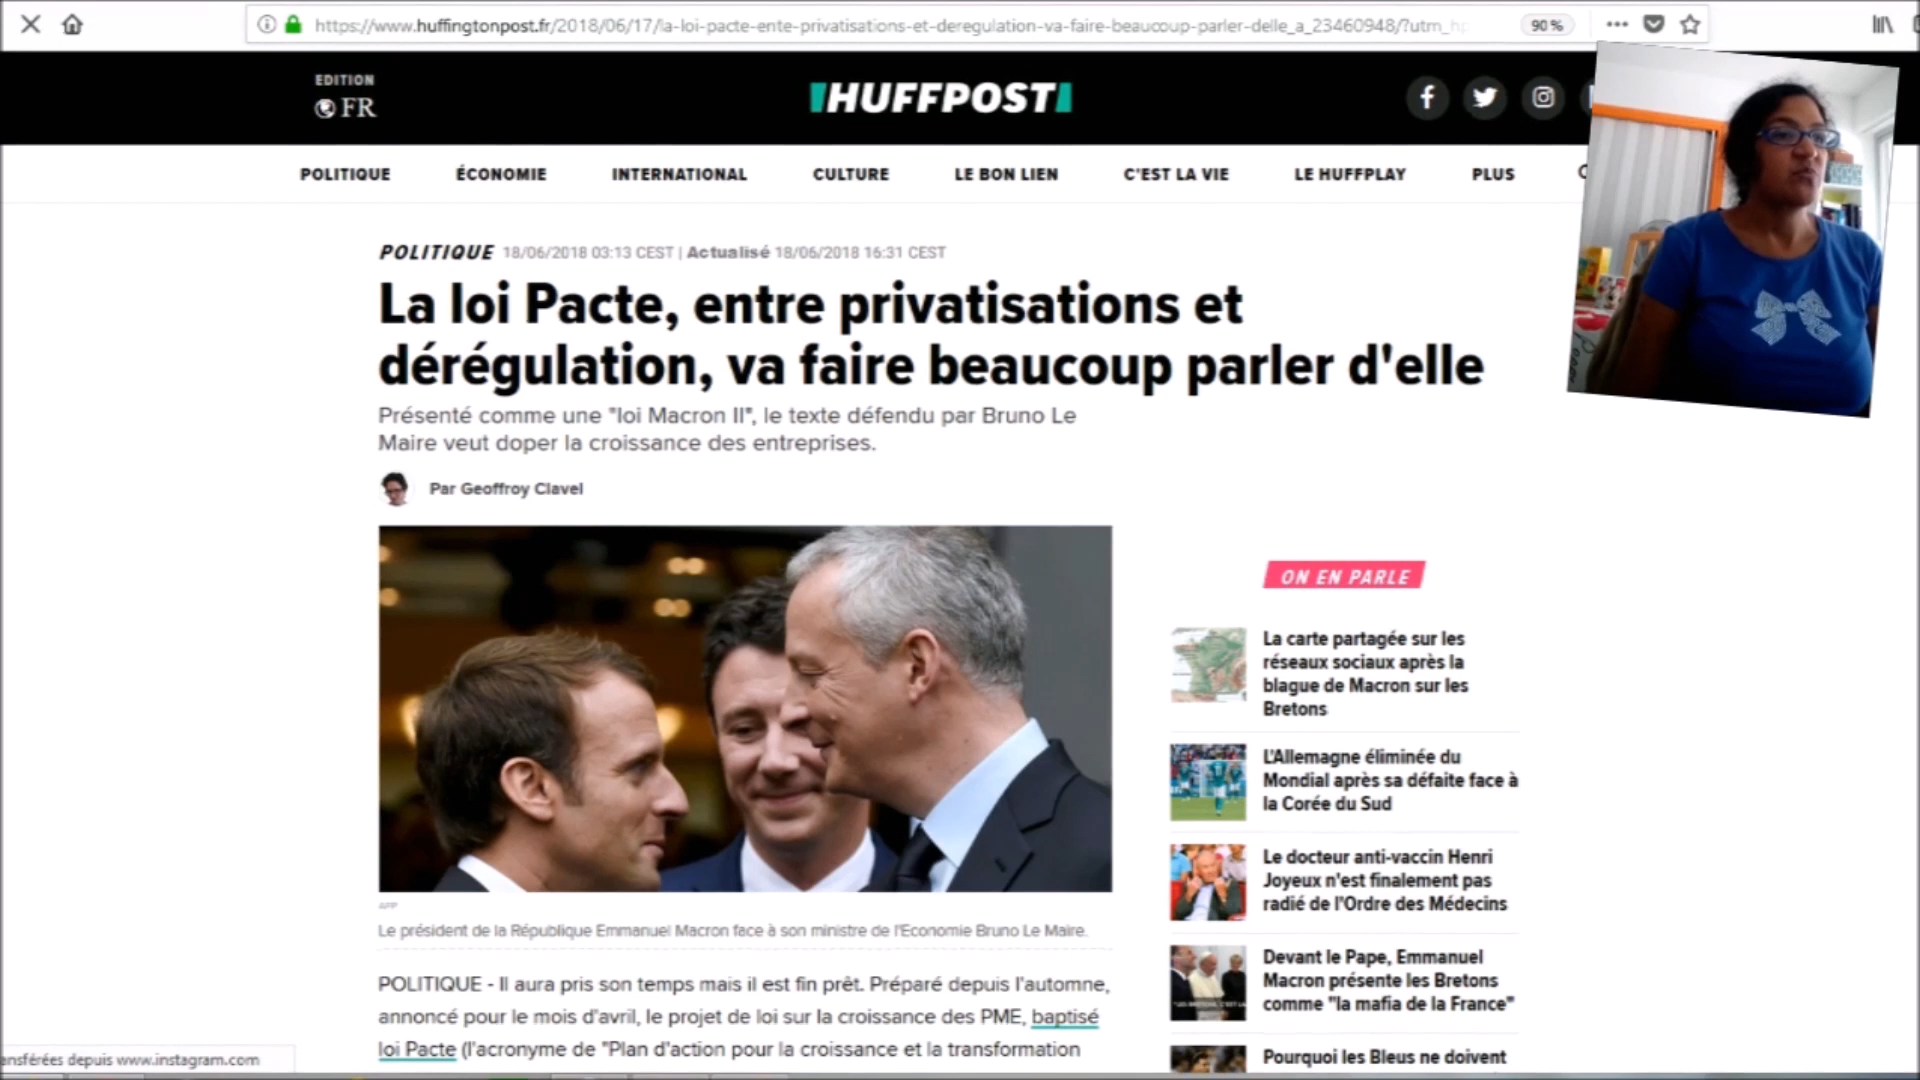 https://www.huffingtonpost.fr/2018/06/17/la-loi-pacte-ente-privatisations-et-deregulation-va-faire-beaucoup-parler-delle_a_23460948/?utm_hp
90%
EDITION
FR
HUFFPOST
POLITIQUE ÉCONOMIE INTERNATIONAL CULTURE LE BON LIEN C'EST LA VIE LE HUFFPLAY PLUS
POLITIQUE 18/06/2018 03:13 CEST | Actualisé 18/06/2018 16:31 CEST
La loi Pacte, entre privatisations et
dérégulation, va faire beaucoup parler d'elle
Présenté comme une "loi Macron II", le texte défendu par Bruno Le
Maire veut doper la croissance des entreprises.
Par Geoffroy Clavel
AFP
Le président de la République Emmanuel Macron face à son ministre de l'Economie Bruno Le Maire.
POLITIQUE - Il aura pris son temps mais il est fin prêt. Préparé depuis l'automne,
annoncé pour le mois d'avril, le projet de loi sur la croissance des PME, baptisé
loi Pacte (l'acronyme de "Plan d'action pour la croissance et la transformation
ON EN PARLE
La carte partagée sur les
réseaux sociaux après la
blague de Macron sur les
Bretons
L'Allemagne éliminée du
Mondial après sa défaite face à
la Corée du Sud
Le docteur anti-vaccin Henri
Joyeux n'est finalement pas
radié de l'Ordre des Médecins
Devant le Pape, Emmanuel
Macron présente les Bretons
comme "la mafia de la France"
Pourquoi les Bleus ne doivent
ansférées depuis www.instagram.com